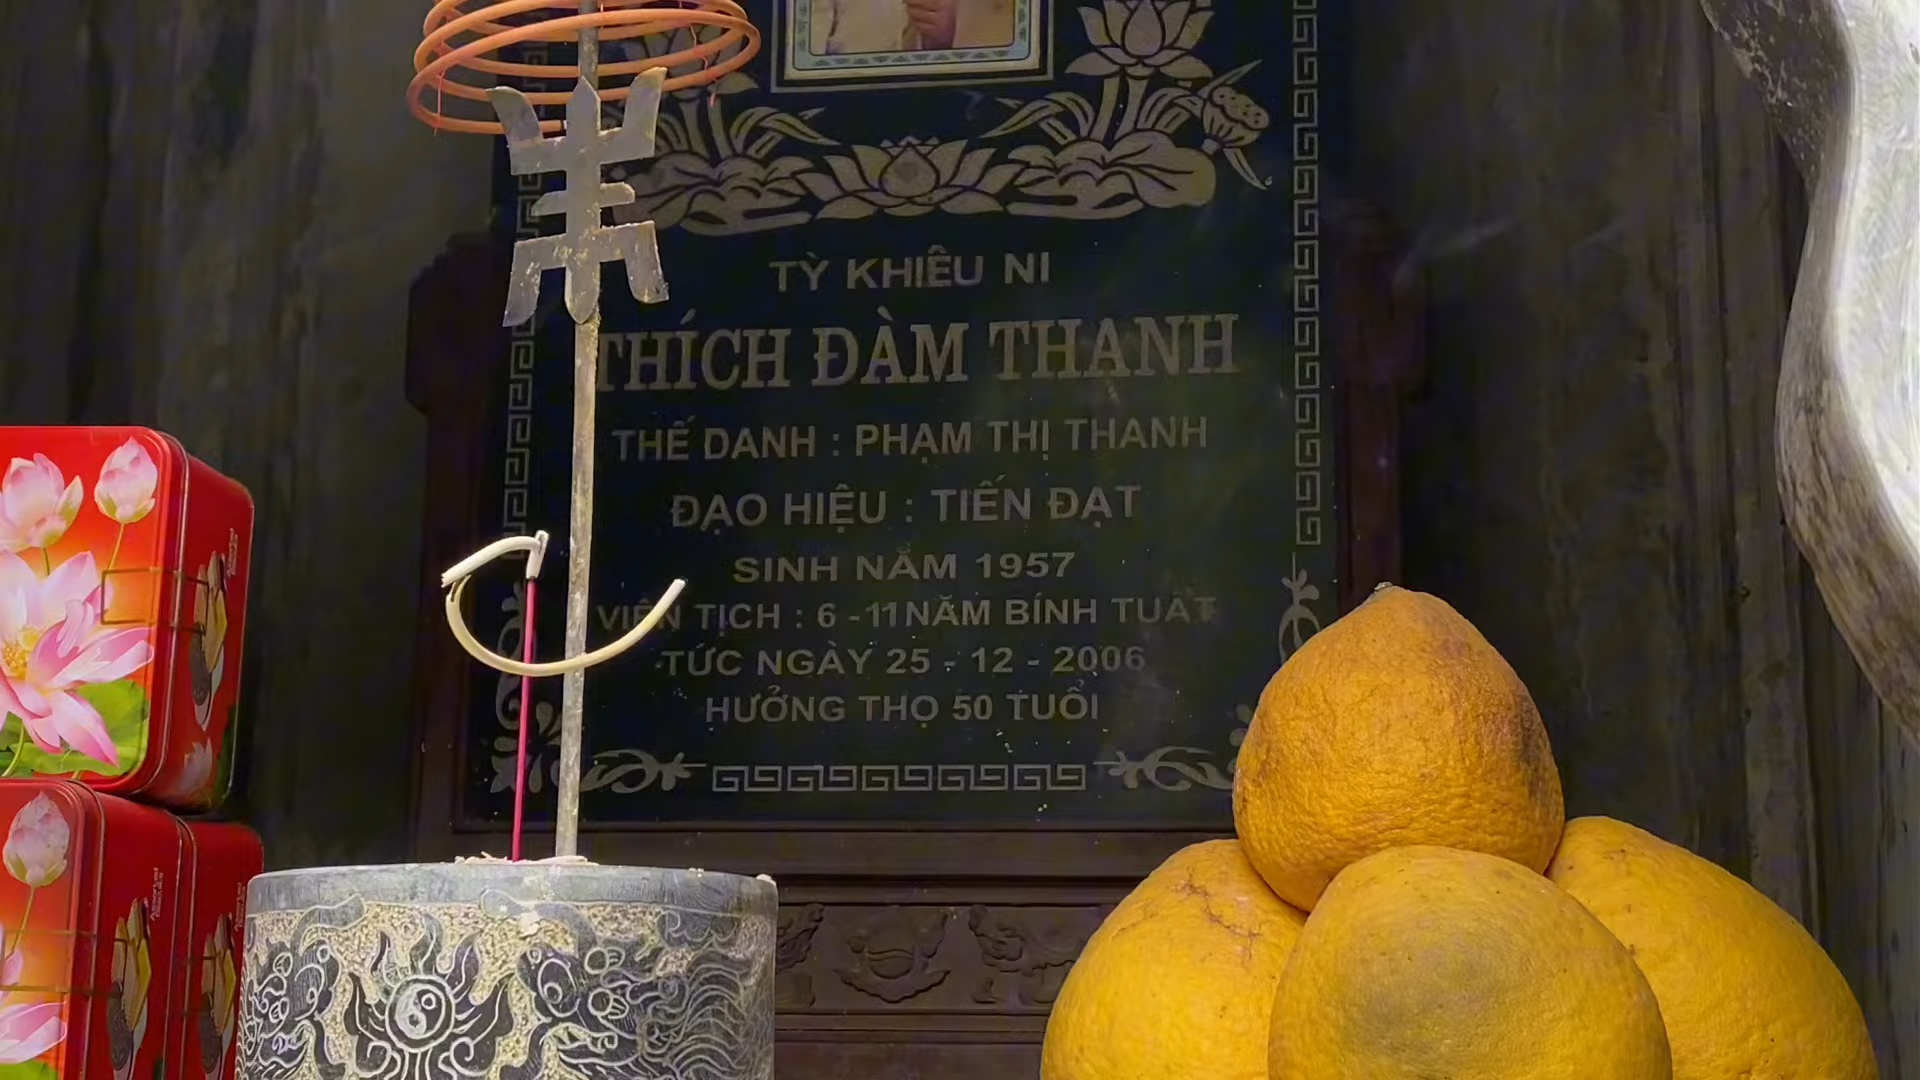 TỲ KHIÊU NI
THÍCH ĐÀM THANH
THẾ DANH : PHẠM THỊ THANH
ĐẠO HIỆU : TIẾN ĐẠT
SINH NĂM 1957
VIÊN TỊCH : 6 -11NĂM BÍNH TUẤT
TỨC NGÀY 25 - 12 - 2006
HƯỞNG THỌ 50 TUỔI